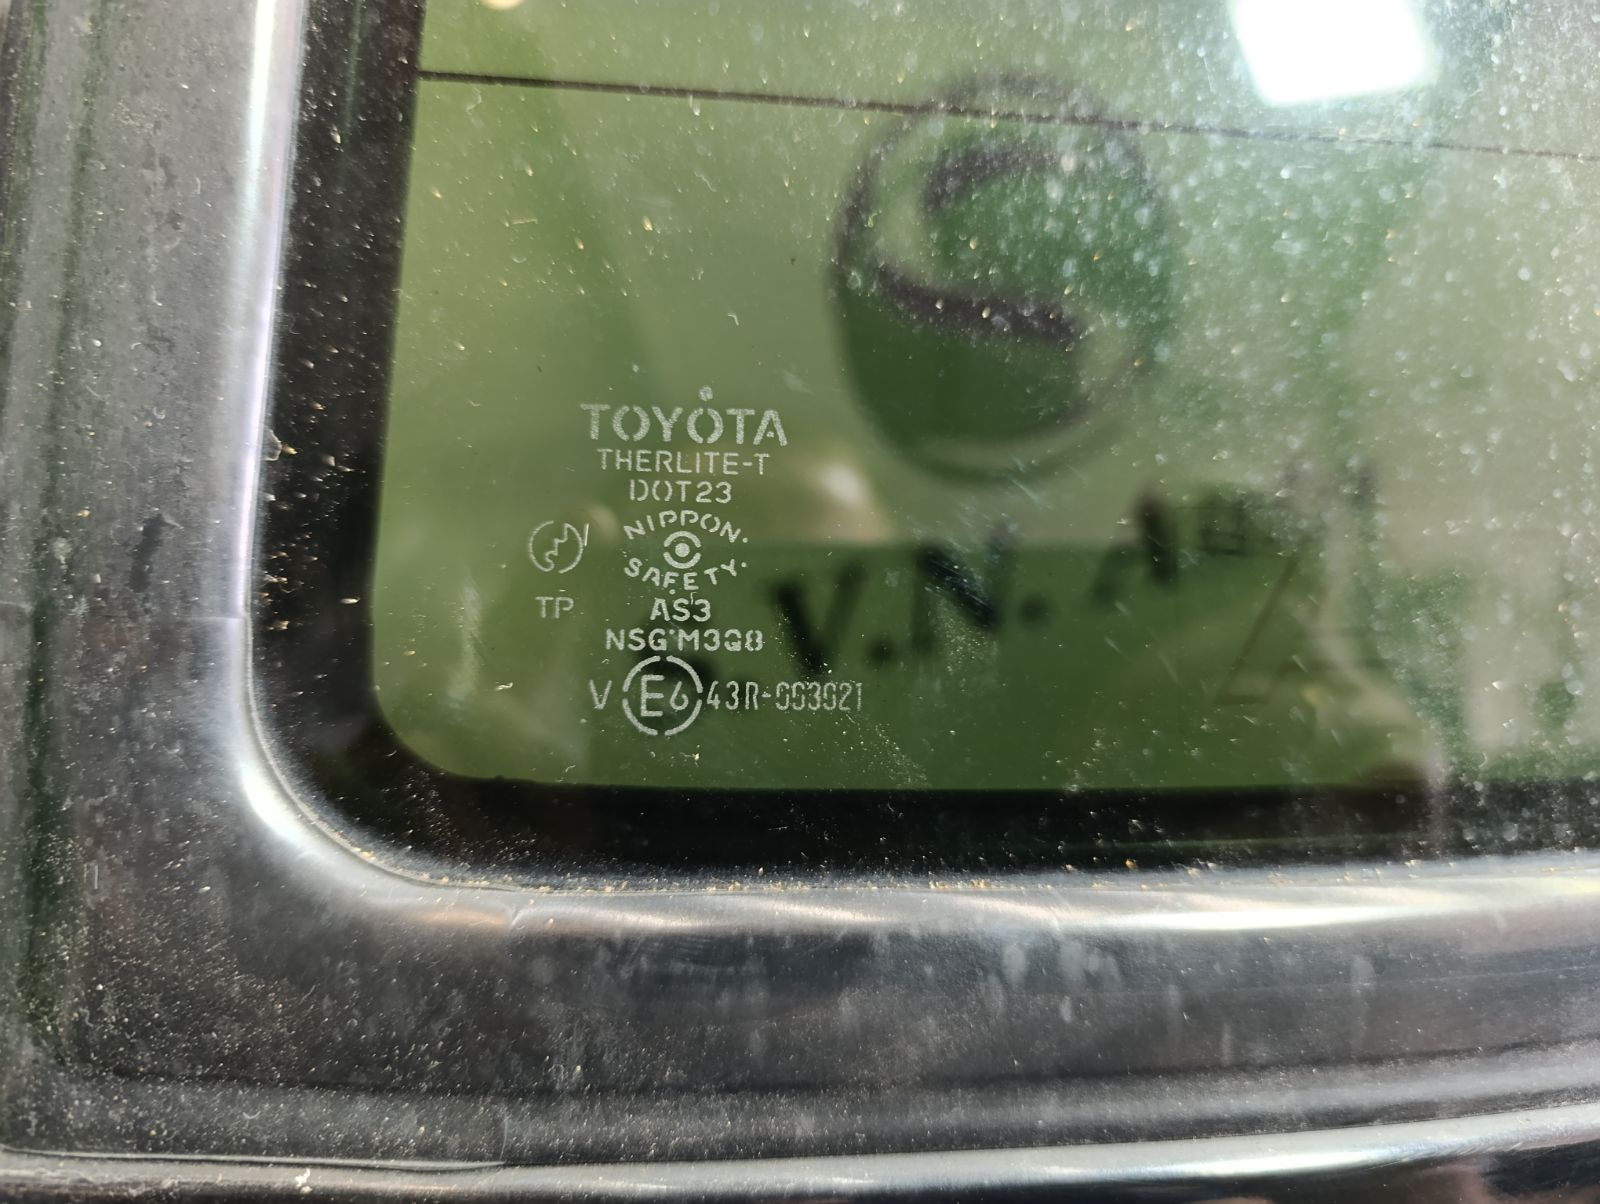 TOYOTA
THERLITE-T
DOT23
NIPPON.
SAFETY.
TP
AS3
NSG M3Q8
V E6 43R-003021
S
V.N.